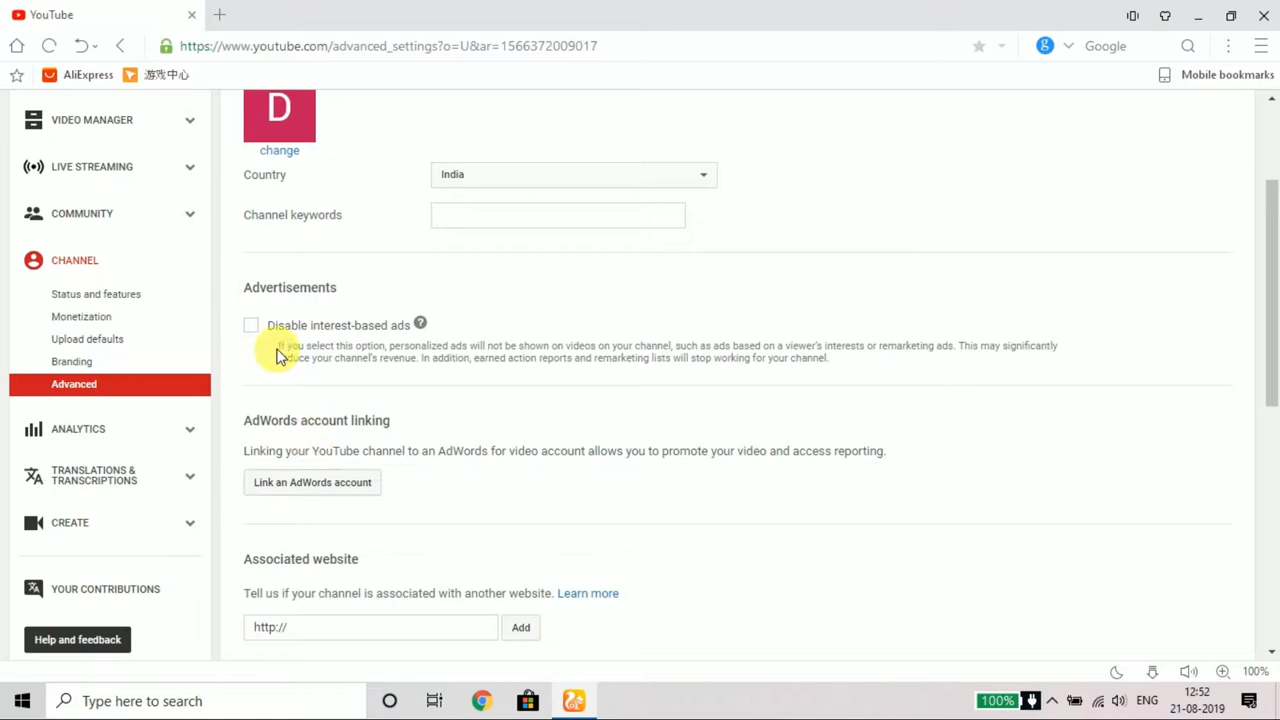 YouTube
https://www.youtube.com/advanced_settings?o=U&ar=1566372009017
g
Google
AliExpress
游戏中心
Mobile bookmarks
VIDEO MANAGER
LIVE STREAMING
COMMUNITY
CHANNEL
Status and features
Monetization
Upload defaults
Branding
Advanced
ANALYTICS
TRANSLATIONS &
TRANSCRIPTIONS
CREATE
YOUR CONTRIBUTIONS
Help and feedback
D
change
Country
India
Channel keywords
Advertisements
Disable interest-based ads ?
If you select this option, personalized ads will not be shown on videos on your channel, such as ads based on a viewer's interests or remarketing ads. This may significantly
reduce your channel's revenue. In addition, earned action reports and remarketing lists will stop working for your channel.
AdWords account linking
Linking your YouTube channel to an AdWords for video account allows you to promote your video and access reporting.
Link an AdWords account
Associated website
Tell us if your channel is associated with another website. Learn more
http://
Add
100%
Type here to search
100%
ENG
12:52
21-08-2019